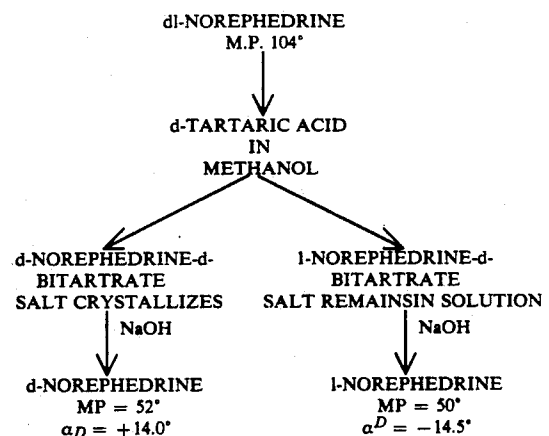 dl-NOREPHEDRINE
M.P. 104°
d-TARTARIC ACID
IN
METHANOL
d-NOREPHEDRINE-d-
BITARTRATE
SALT CRYSTALLIZES
NaOH
d-NOREPHEDRINE
MP = 52°
αD = +14.0°
l-NOREPHEDRINE-d-
BITARTRATE
SALT REMAINSIN SOLUTION
NaOH
l-NOREPHEDRINE
MP = 50°
αD = −14.5°